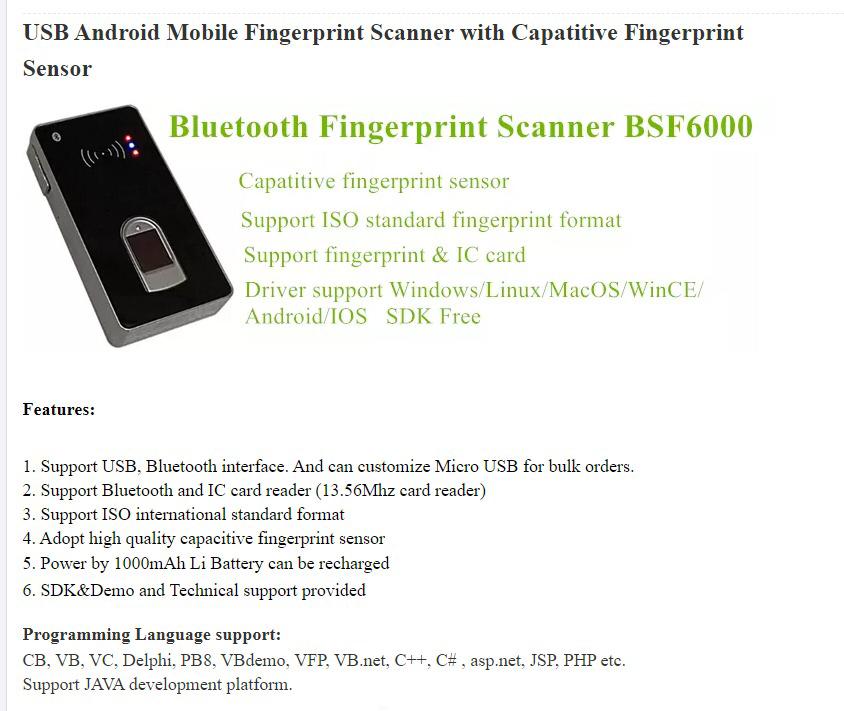 USB Android Mobile Fingerprint Scanner with Capatitive Fingerprint
Sensor
Bluetooth Fingerprint Scanner BSF6000
Capatitive fingerprint sensor
Support ISO standard fingerprint format
Support fingerprint & IC card
Driver support Windows/Linux/MacOS/WinCE/
Android/IOS SDK Free
Features:
1. Support USB, Bluetooth interface. And can customize Micro USB for bulk orders.
2. Support Bluetooth and IC card reader (13.56Mhz card reader)
3. Support ISO international standard format
4. Adopt high quality capacitive fingerprint sensor
5. Power by 1000mAh Li Battery can be recharged
6. SDK&Demo and Technical support provided
Programming Language support:
CB, VB, VC, Delphi, PB8, VBdemo, VFP, VB.net, C++, C# , asp.net, JSP, PHP etc.
Support JAVA development platform.